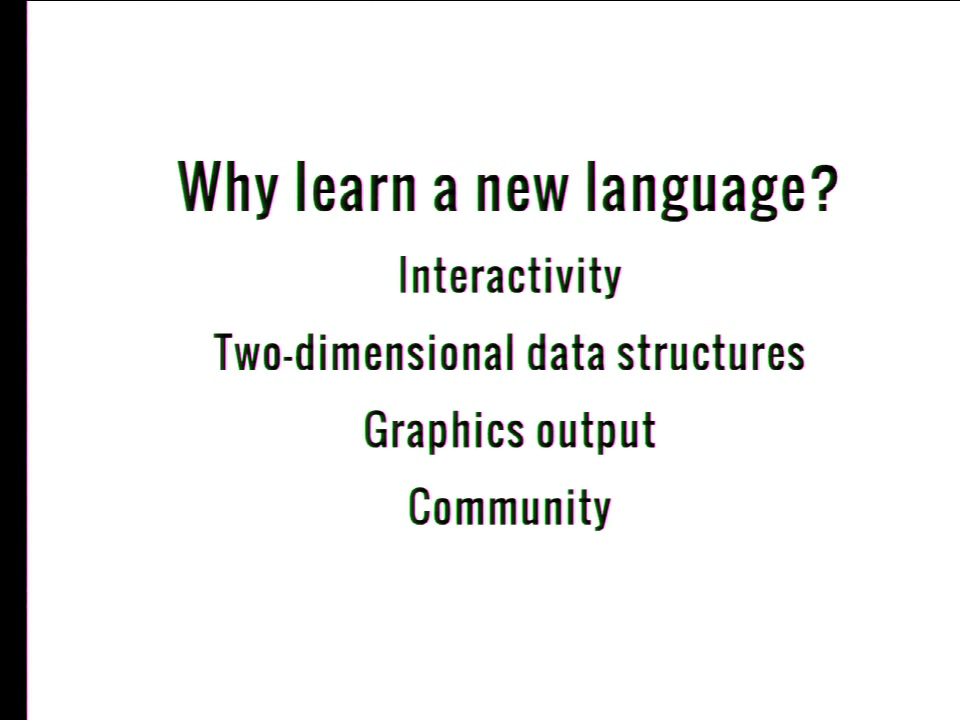 Why learn a new language?
Interactivity
Two-dimensional data structures
Graphics output
Community